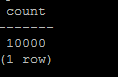 count
-------
10000
(1 row)